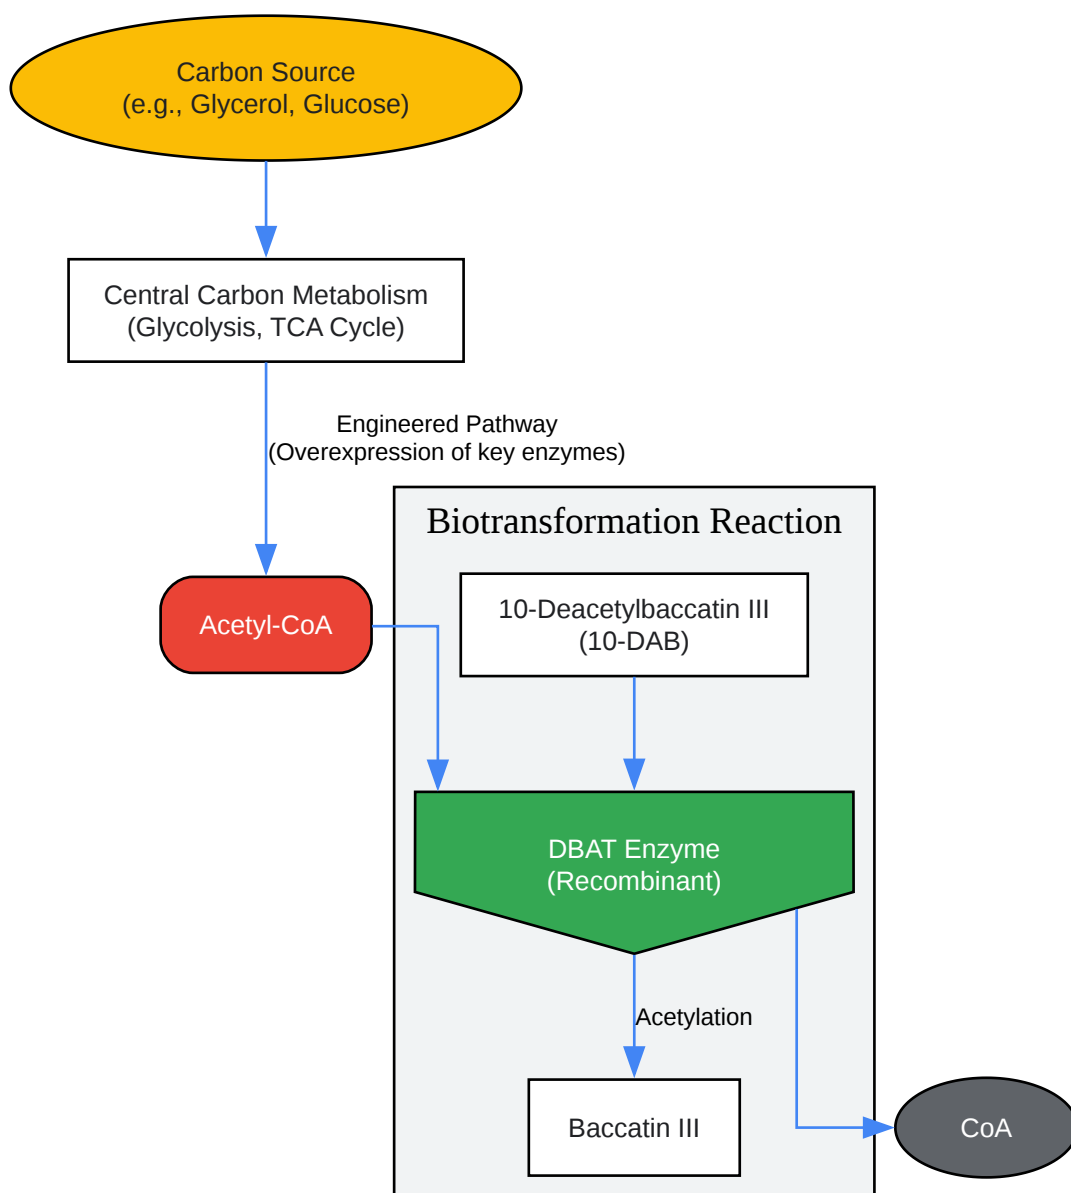 Carbon Source
(e.g., Glycerol, Glucose)
Central Carbon Metabolism
(Glycolysis, TCA Cycle)
Engineered Pathway
(Overexpression of key enzymes)
Biotransformation Reaction
Acetyl-CoA
10-Deacetylbaccatin III
(10-DAB)
DBAT Enzyme
(Recombinant)
Acetylation
Baccatin III
CoA